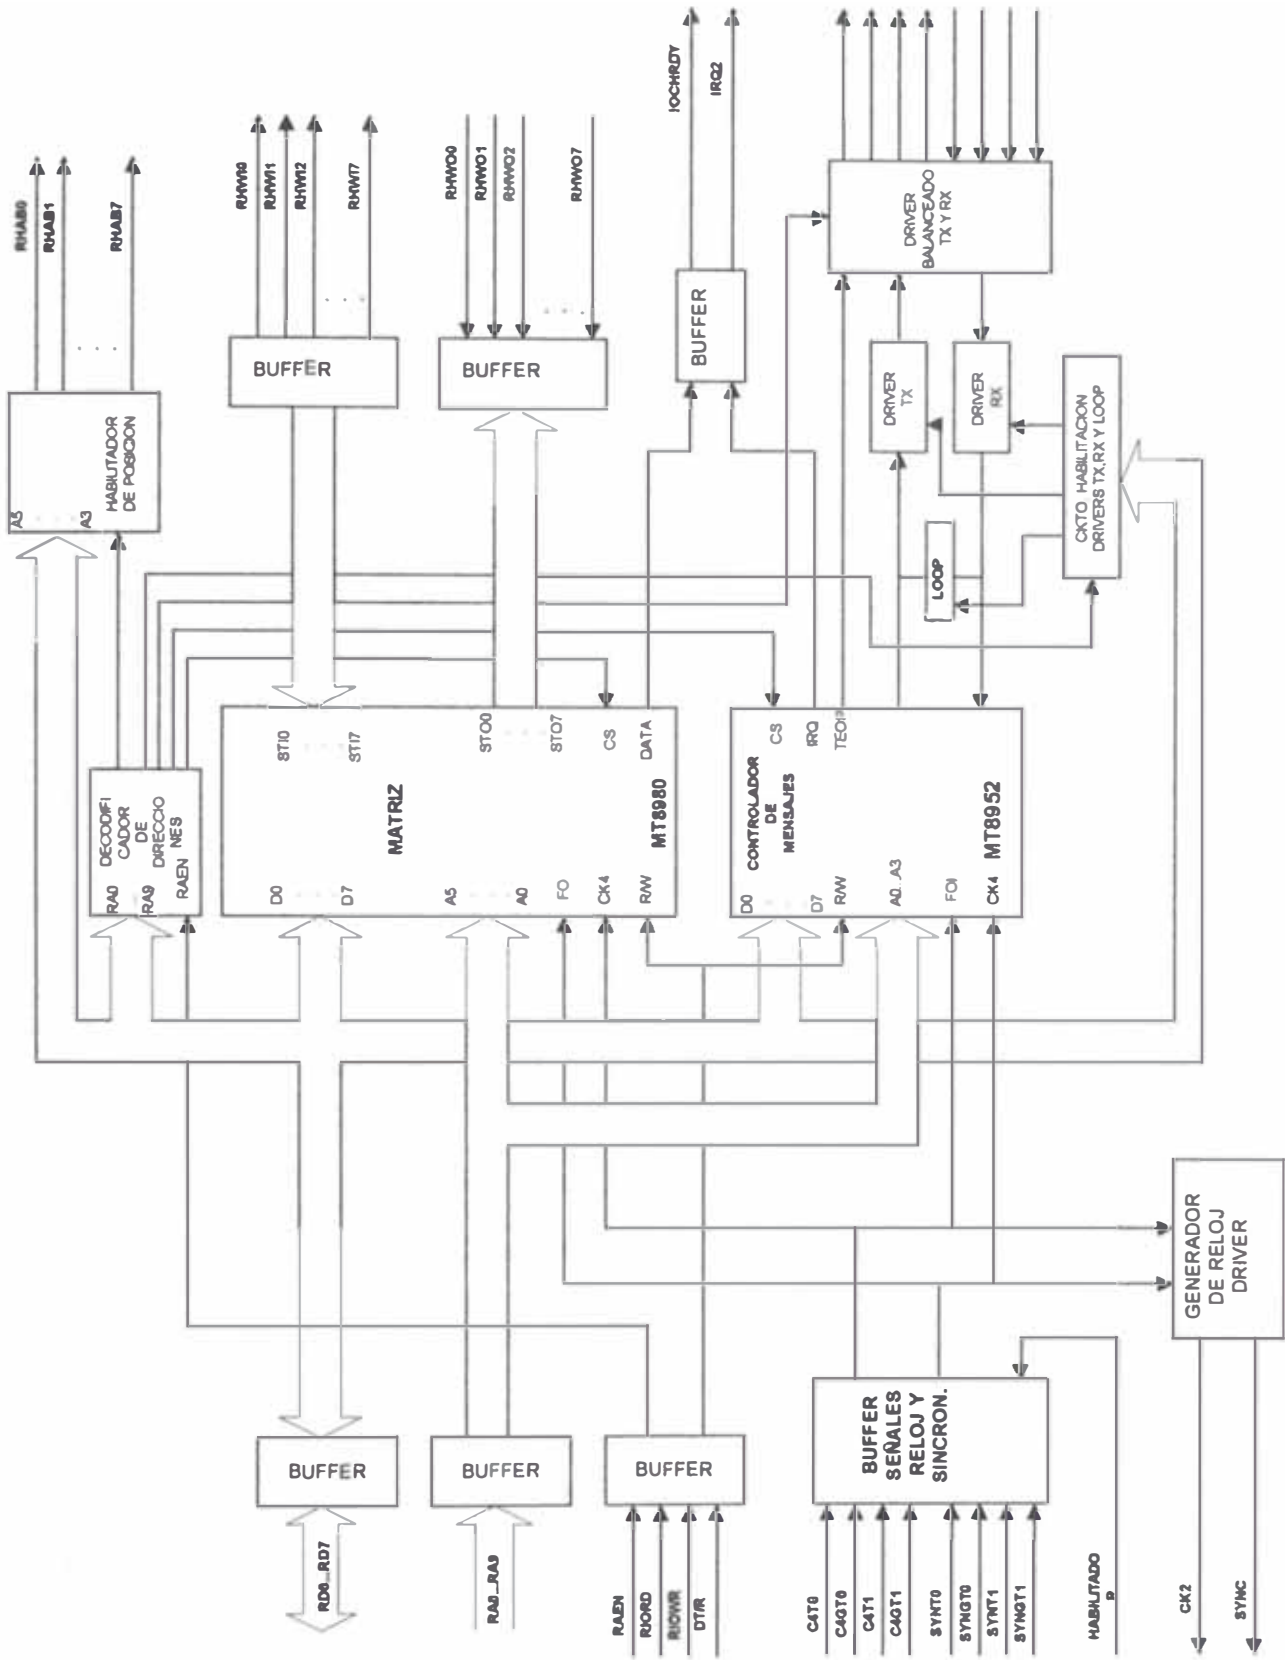 RHAB0
RHAB1
RHAB7
. . .
A5
. . .
A3
HABILITADOR
DE POSICION
RHWI0
RHWI1
RHWI2
. . .
RHWI7
BUFFER
RHWO0
RHWO1
RHWO2
. . .
RHWO7
BUFFER
IOCHRDY
IRQ2
BUFFER
DRIVER
BALANCEADO
TX Y RX
DRIVER
TX
DRIVER
RX
CKTO HABILITACION
DRIVERS TX,RX Y LOOP
LOOP
DECODIFI
CADOR
DE
DIRECCIO
NES
RA0
RA9
RAEN
STI0
STI7
STO0
STO7
CS
DATA
MATRIZ
MT8980
D0
D7
A5
A0
FO
CK4
R/W
CS
IRQ
CONTROLADOR
DE
MENSAJES
MT8952
D0
D7
R/W
A0...A3
FOI
CK4
GENERADOR
DE RELOJ
DRIVER
BUFFER
BUFFER
BUFFER
BUFFER
SEÑALES
RELOJ Y
SINCRON.
RD0...RD7
RA0...RA9
RAEN
RIORD
RIOWR
DT/R
C4T0
C4GT0
C4T1
C4GT1
SYNT0
SYNGT0
SYNT1
SYNGT1
HABILITADO
R
CK2
SYNC